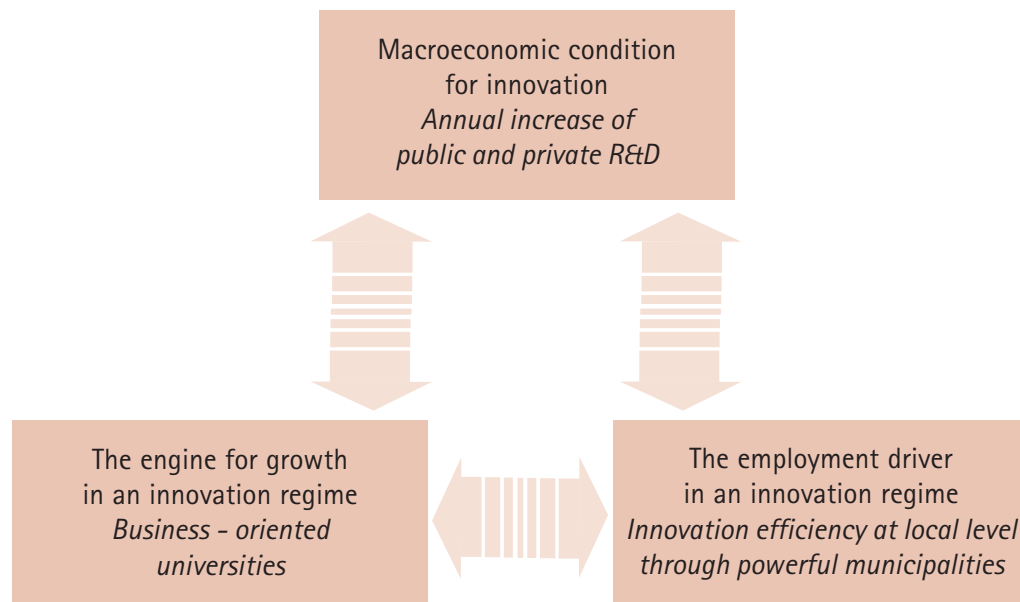 Macroeconomic condition
for innovation
Annual increase of
public and private R&D
The engine for growth
in an innovation regime
Business - oriented
universities
The employment driver
in an innovation regime
Innovation efficiency at local level
through powerful municipalities